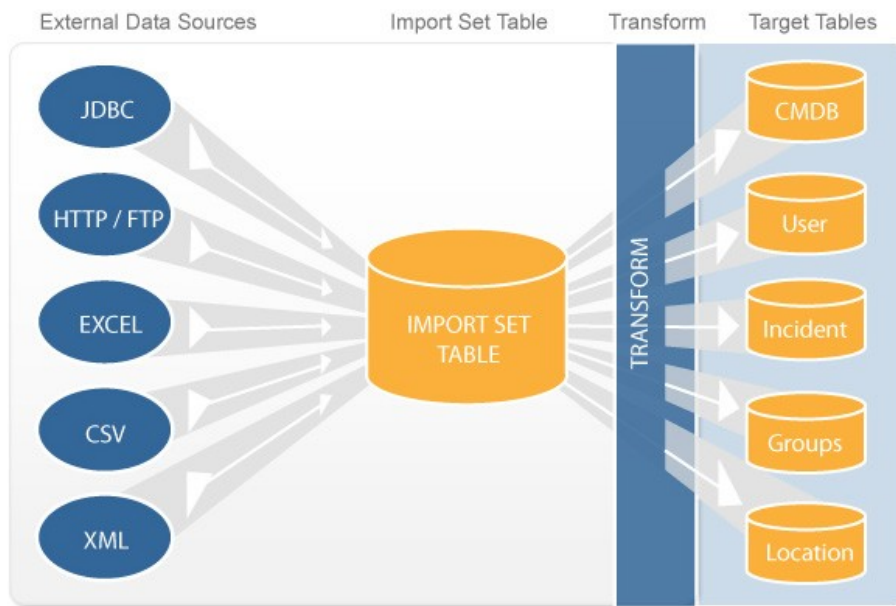 External Data Sources
Import Set Table
Transform
Target Tables
JDBC
HTTP / FTP
EXCEL
CSV
XML
IMPORT SET
TABLE
TRANSFORM
CMDB
User
Incident
Groups
Location